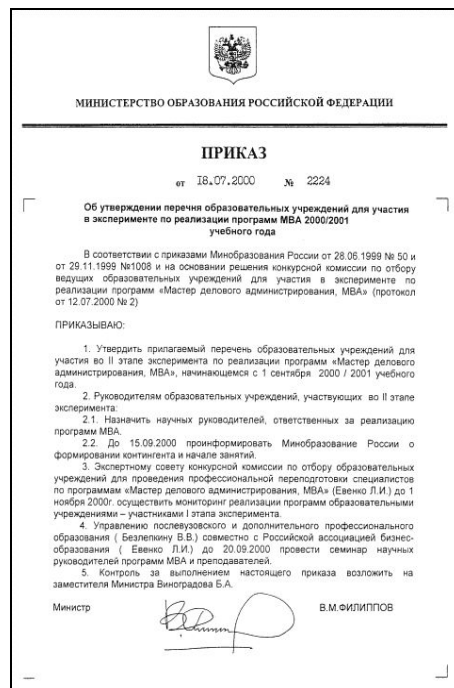 МИНИСТЕРСТВО ОБРАЗОВАНИЯ РОССИЙСКОЙ ФЕДЕРАЦИИ
ПРИКАЗ
от 18.07.2000 № 2224
Об утверждении перечня образовательных учреждений для участия
в эксперименте по реализации программ МВА 2000/2001
учебного года
В соответствии с приказами Минобразования России от 28.06.1999 № 50 и
от 29.11.1999 №1008 и на основании решения конкурсной комиссии по отбору
ведущих образовательных учреждений для участия в эксперименте по
реализации программ «Мастер делового администрирования, МВА» (протокол
от 12.07.2000 № 2)
ПРИКАЗЫВАЮ:
1. Утвердить прилагаемый перечень образовательных учреждений для
участия во II этапе эксперимента по реализации программ «Мастер делового
администрирования, МВА», начинающемся с 1 сентября 2000 / 2001 учебного
года.
2. Руководителям образовательных учреждений, участвующих во II этапе
эксперимента:
2.1. Назначить научных руководителей, ответственных за реализацию
программ МВА.
2.2. До 15.09.2000 проинформировать Минобразование России о
формировании контингента и начале занятий.
3. Экспертному совету конкурсной комиссии по отбору образовательных
учреждений для проведения профессиональной переподготовки специалистов
по программам «Мастер делового администрирования, МВА» (Евенко Л.И.) до 1
ноября 2000г. осуществить мониторинг реализации программ образовательными
учреждениями – участниками I этапа эксперимента.
4. Управлению послевузовского и дополнительного профессионального
образования ( Безлепкину В.В.) совместно с Российской ассоциацией бизнес-
образования ( Евенко Л.И.) до 20.09.2000 провести семинар научных
руководителей программ МВА и преподавателей.
5. Контроль за выполнением настоящего приказа возложить на
заместителя Министра Виноградова Б.А.
Министр В.М.ФИЛИППОВ